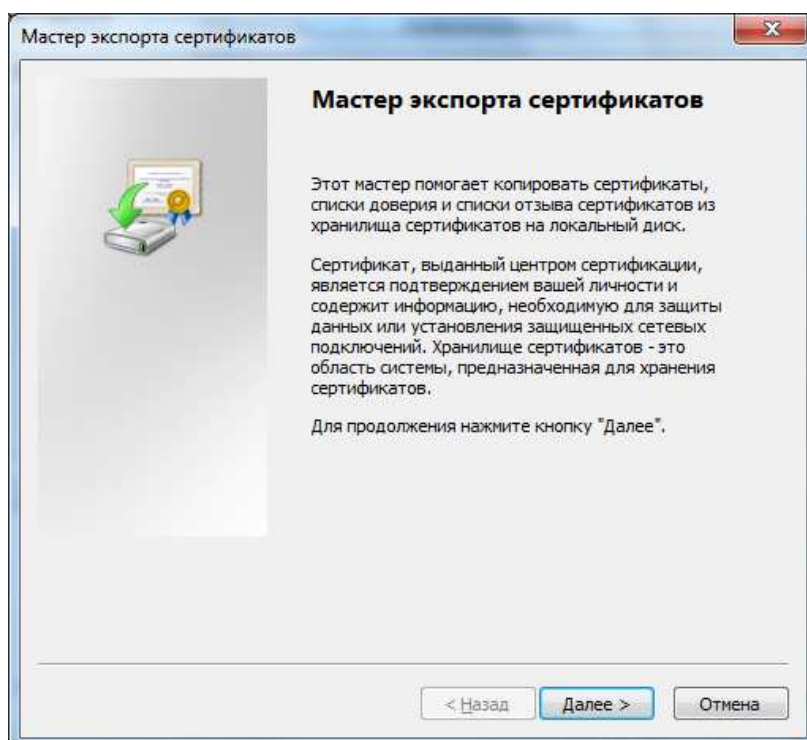 Мастер экспорта сертификатов
Мастер экспорта сертификатов
Этот мастер помогает копировать сертификаты,
списки доверия и списки отзыва сертификатов из
хранилища сертификатов на локальный диск.
Сертификат, выданный центром сертификации,
является подтверждением вашей личности и
содержит информацию, необходимую для защиты
данных или установления защищенных сетевых
подключений. Хранилище сертификатов - это
область системы, предназначенная для хранения
сертификатов.
Для продолжения нажмите кнопку "Далее".
< Назад Далее > Отмена